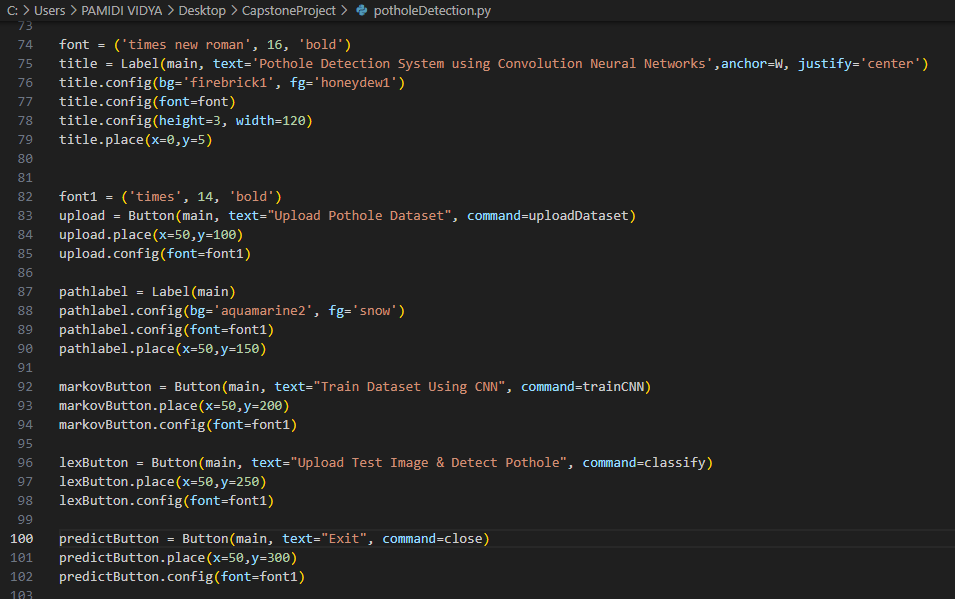 C: > Users > PAMIDI VIDYA > Desktop > CapstoneProject > potholeDetection.py
73
74 font = ('times new roman', 16, 'bold')
75 title = Label(main, text='Pothole Detection System using Convolution Neural Networks',anchor=W, justify='center')
76 title.config(bg='firebrick1', fg='honeydew1')
77 title.config(font=font)
78 title.config(height=3, width=120)
79 title.place(x=0,y=5)
80
81
82 font1 = ('times', 14, 'bold')
83 upload = Button(main, text="Upload Pothole Dataset", command=uploadDataset)
84 upload.place(x=50,y=100)
85 upload.config(font=font1)
86
87 pathlabel = Label(main)
88 pathlabel.config(bg='aquamarine2', fg='snow')
89 pathlabel.config(font=font1)
90 pathlabel.place(x=50,y=150)
91
92 markovButton = Button(main, text="Train Dataset Using CNN", command=trainCNN)
93 markovButton.place(x=50,y=200)
94 markovButton.config(font=font1)
95
96 lexButton = Button(main, text="Upload Test Image & Detect Pothole", command=classify)
97 lexButton.place(x=50,y=250)
98 lexButton.config(font=font1)
99
100 predictButton = Button(main, text="Exit", command=close)
101 predictButton.place(x=50,y=300)
102 predictButton.config(font=font1)
103